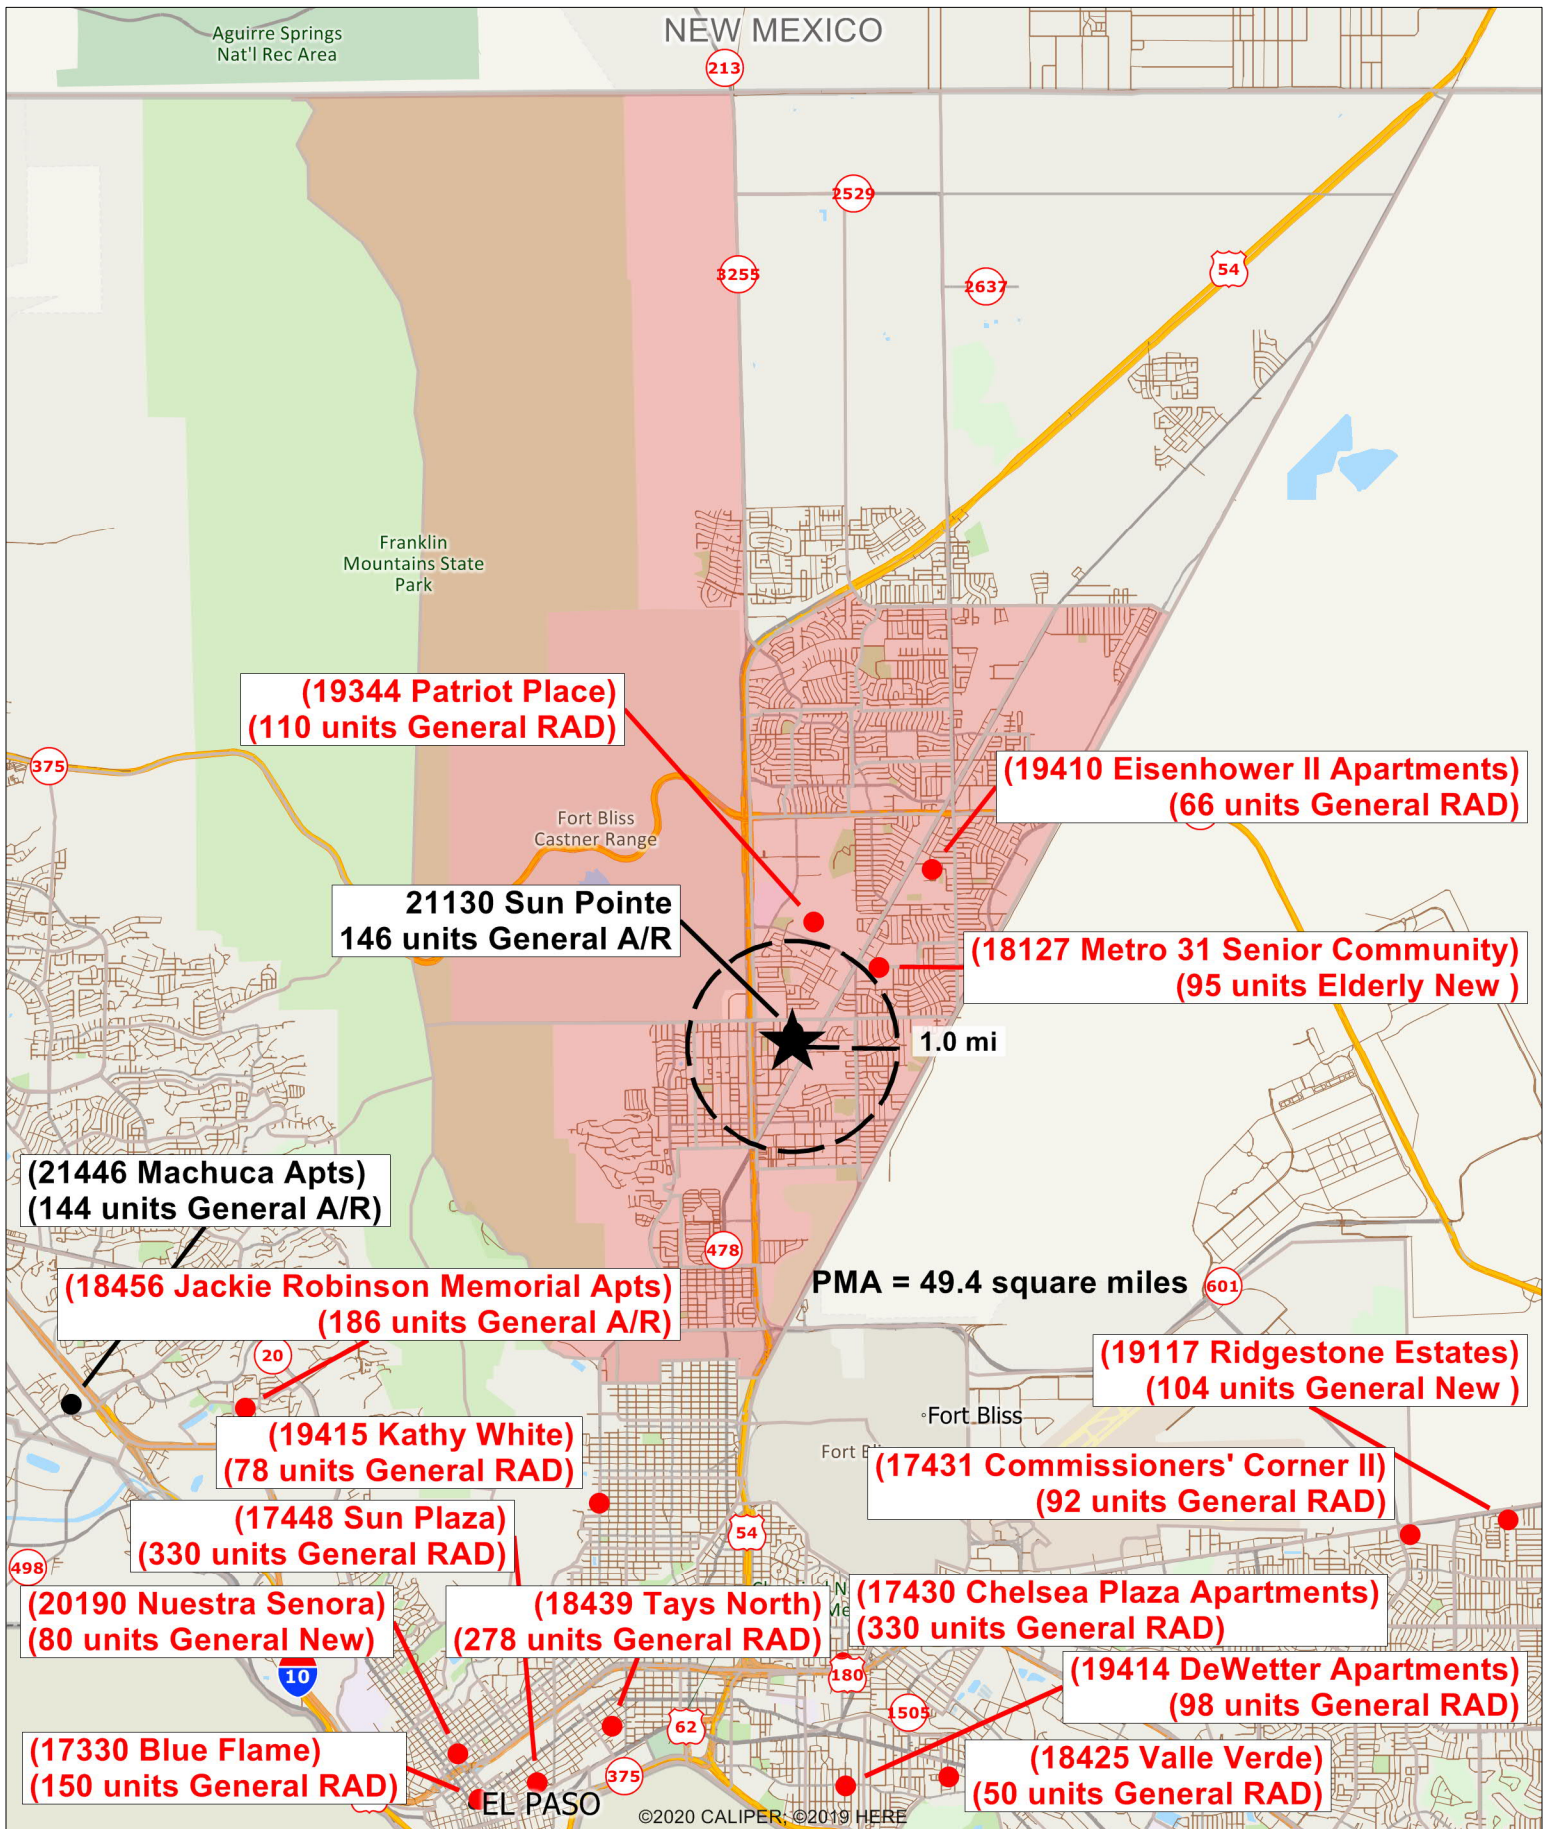 Aguirre Springs
Nat'l Rec Area
NEW MEXICO
213
2529
3255
2637
54
Franklin
Mountains State
Park
(19344 Patriot Place)
(110 units General RAD)
375
(19410 Eisenhower II Apartments)
(66 units General RAD)
Fort Bliss
Castner Range
21130 Sun Pointe
146 units General A/R
(18127 Metro 31 Senior Community)
(95 units Elderly New )
1.0 mi
(21446 Machuca Apts)
(144 units General A/R)
478
PMA = 49.4 square miles
601
(18456 Jackie Robinson Memorial Apts)
(186 units General A/R)
20
(19117 Ridgestone Estates)
(104 units General New )
Fort Bliss
(19415 Kathy White)
(78 units General RAD)
Fort
(17431 Commissioners' Corner II)
(92 units General RAD)
(17448 Sun Plaza)
(330 units General RAD)
54
498
(20190 Nuestra Senora)
(80 units General New)
(18439 Tays North)
(278 units General RAD)
(17430 Chelsea Plaza Apartments)
(330 units General RAD)
10
180
(19414 DeWetter Apartments)
(98 units General RAD)
1505
62
(17330 Blue Flame)
(150 units General RAD)
375
(18425 Valle Verde)
(50 units General RAD)
EL PASO
©2020 CALIPER; ©2019 HERE